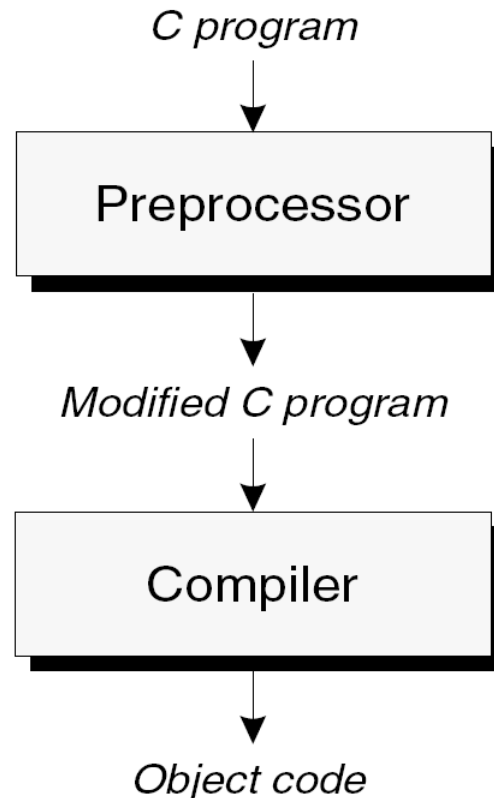 C program
Preprocessor
Modified C program
Compiler
Object code